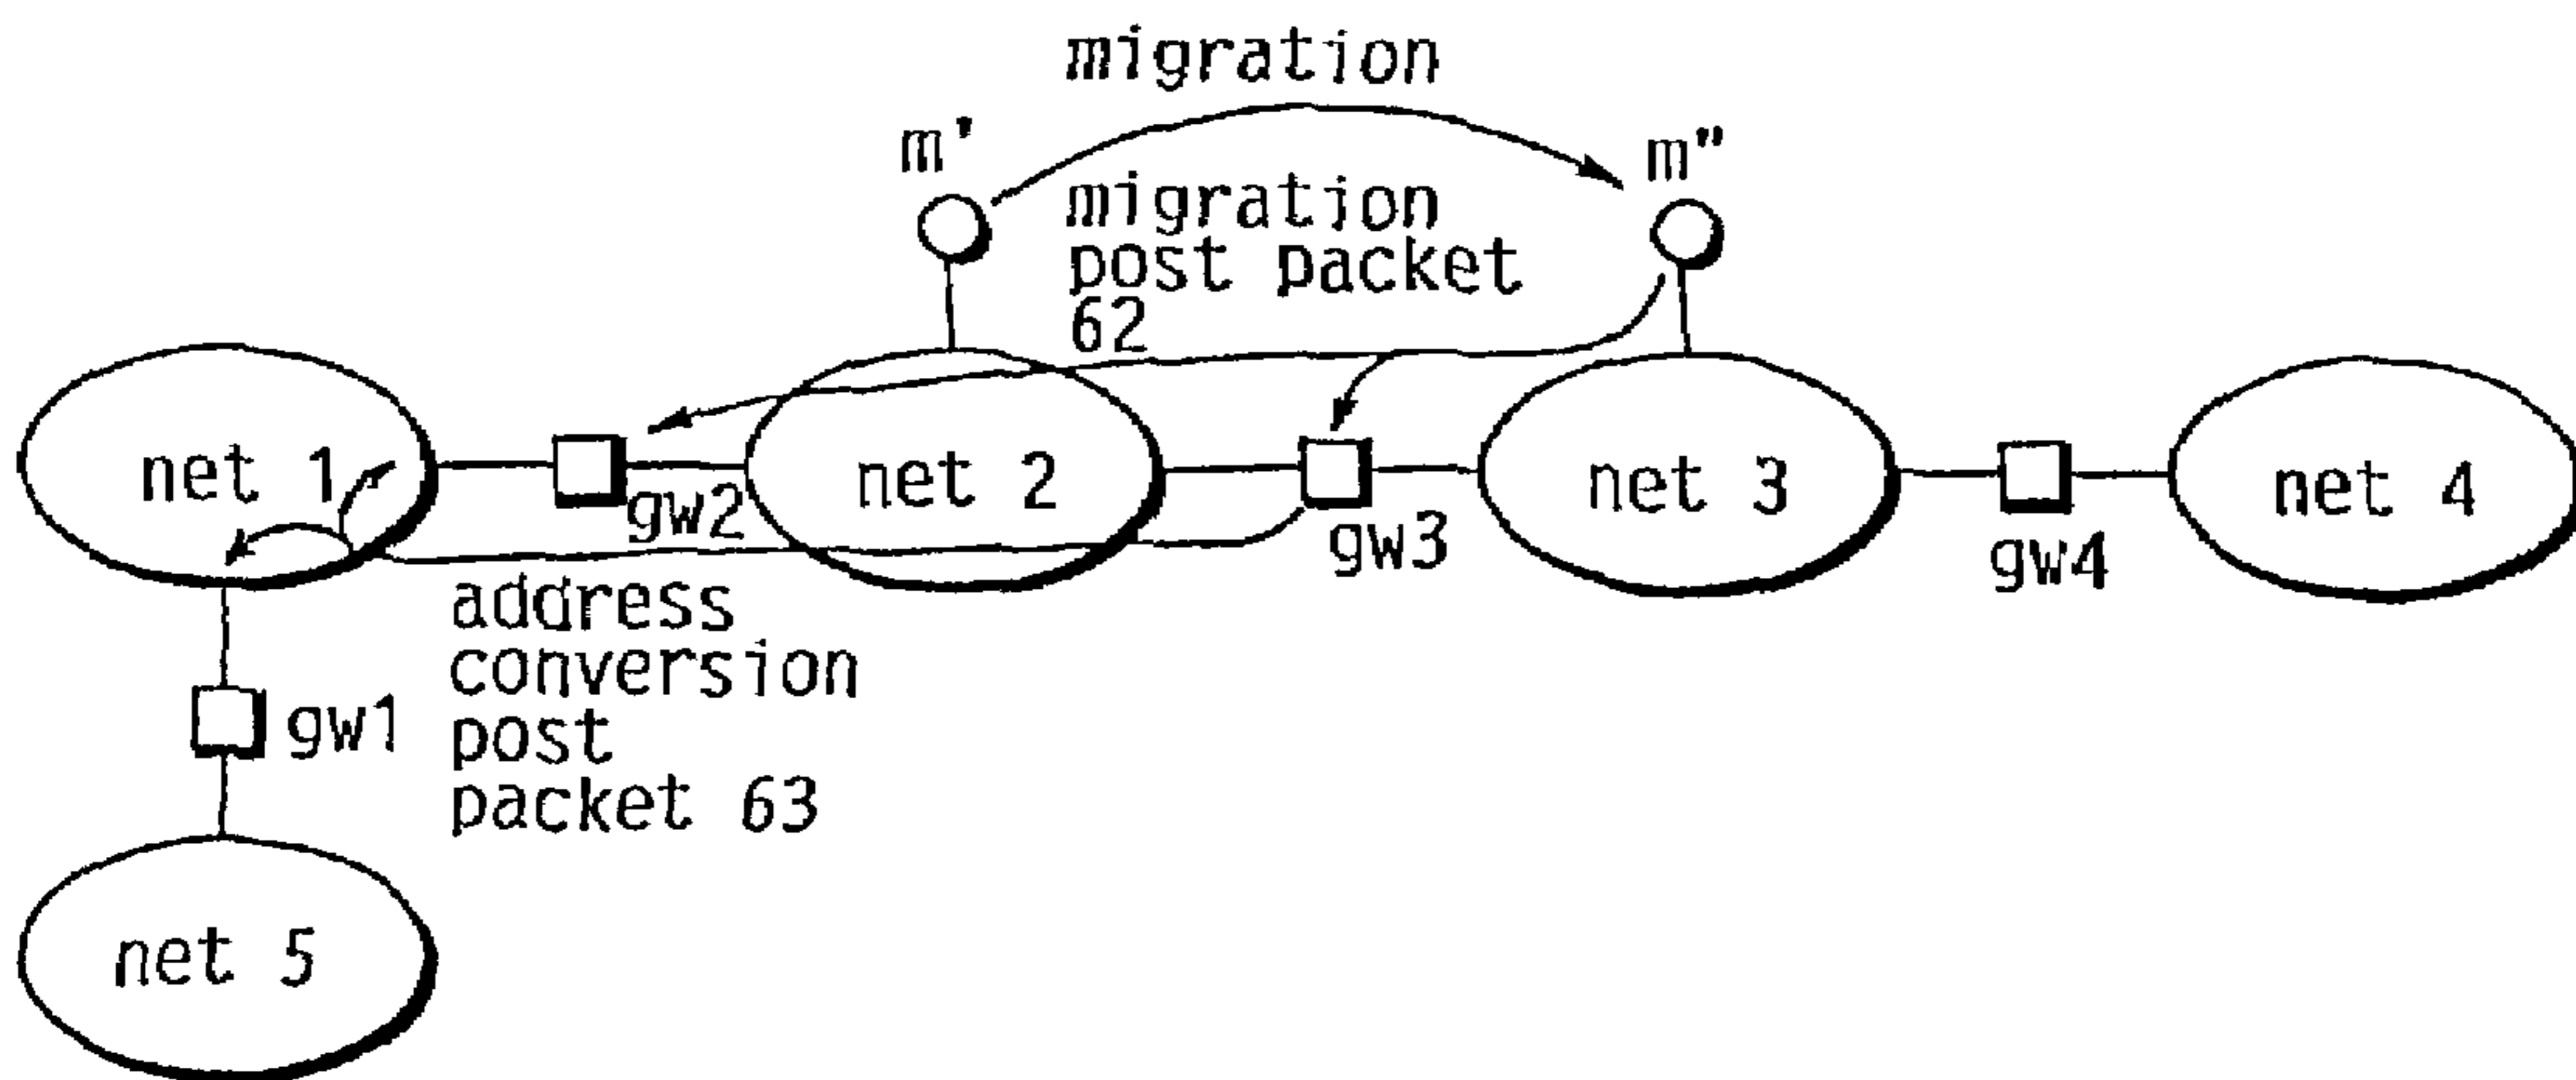 migration
m'
m"
migration
post packet
62
net 1
gw2
net 2
gw3
net 3
gw4
net 4
address
conversion
post
packet 63
gw1
net 5